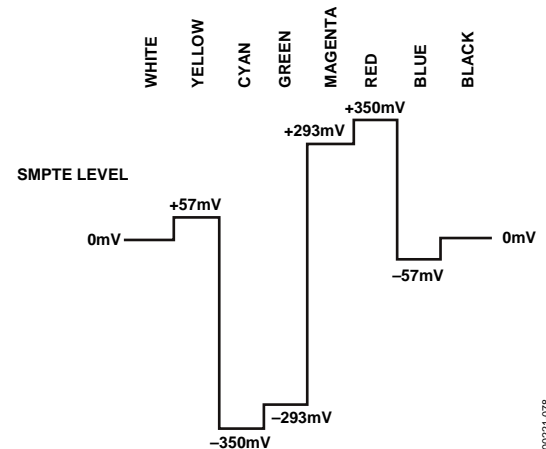 WHITE
YELLOW
CYAN
GREEN
MAGENTA
RED
BLUE
BLACK
+350mV
+293mV
SMPTE LEVEL
+57mV
0mV
0mV
–57mV
–293mV
–350mV